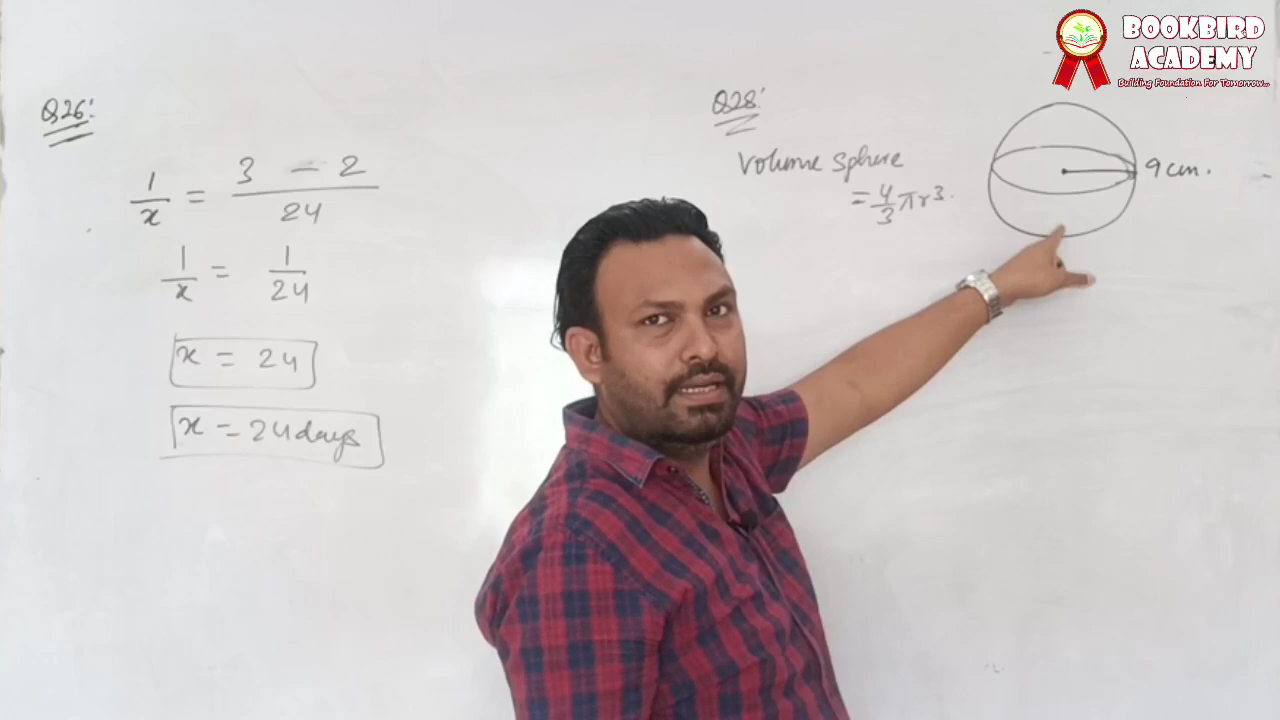 BOOKBIRD
ACADEMY
Building Foundation For Tomorrow...
Q26:
1/x = 3 - 2/24
1/x = 1/24
x = 24
x = 24 days
Q28:
Volume Sphere
= 4/3 πr³.
9 cm.